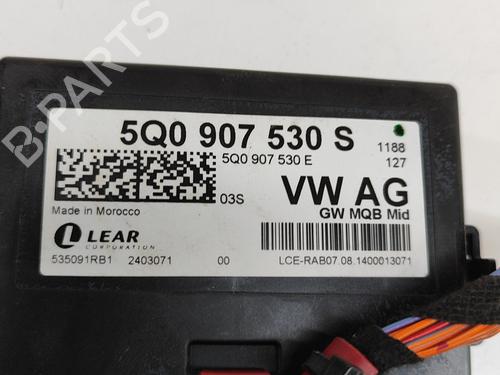 5Q0 907 530 S
1188
5Q0 907 530 E
127
03S
VW AG
GW MQB Mid
Made in Morocco
LEAR
CORPORATION
535091RB1 2403071 00 LCE-RAB07.08.1400013071
B-PARTS